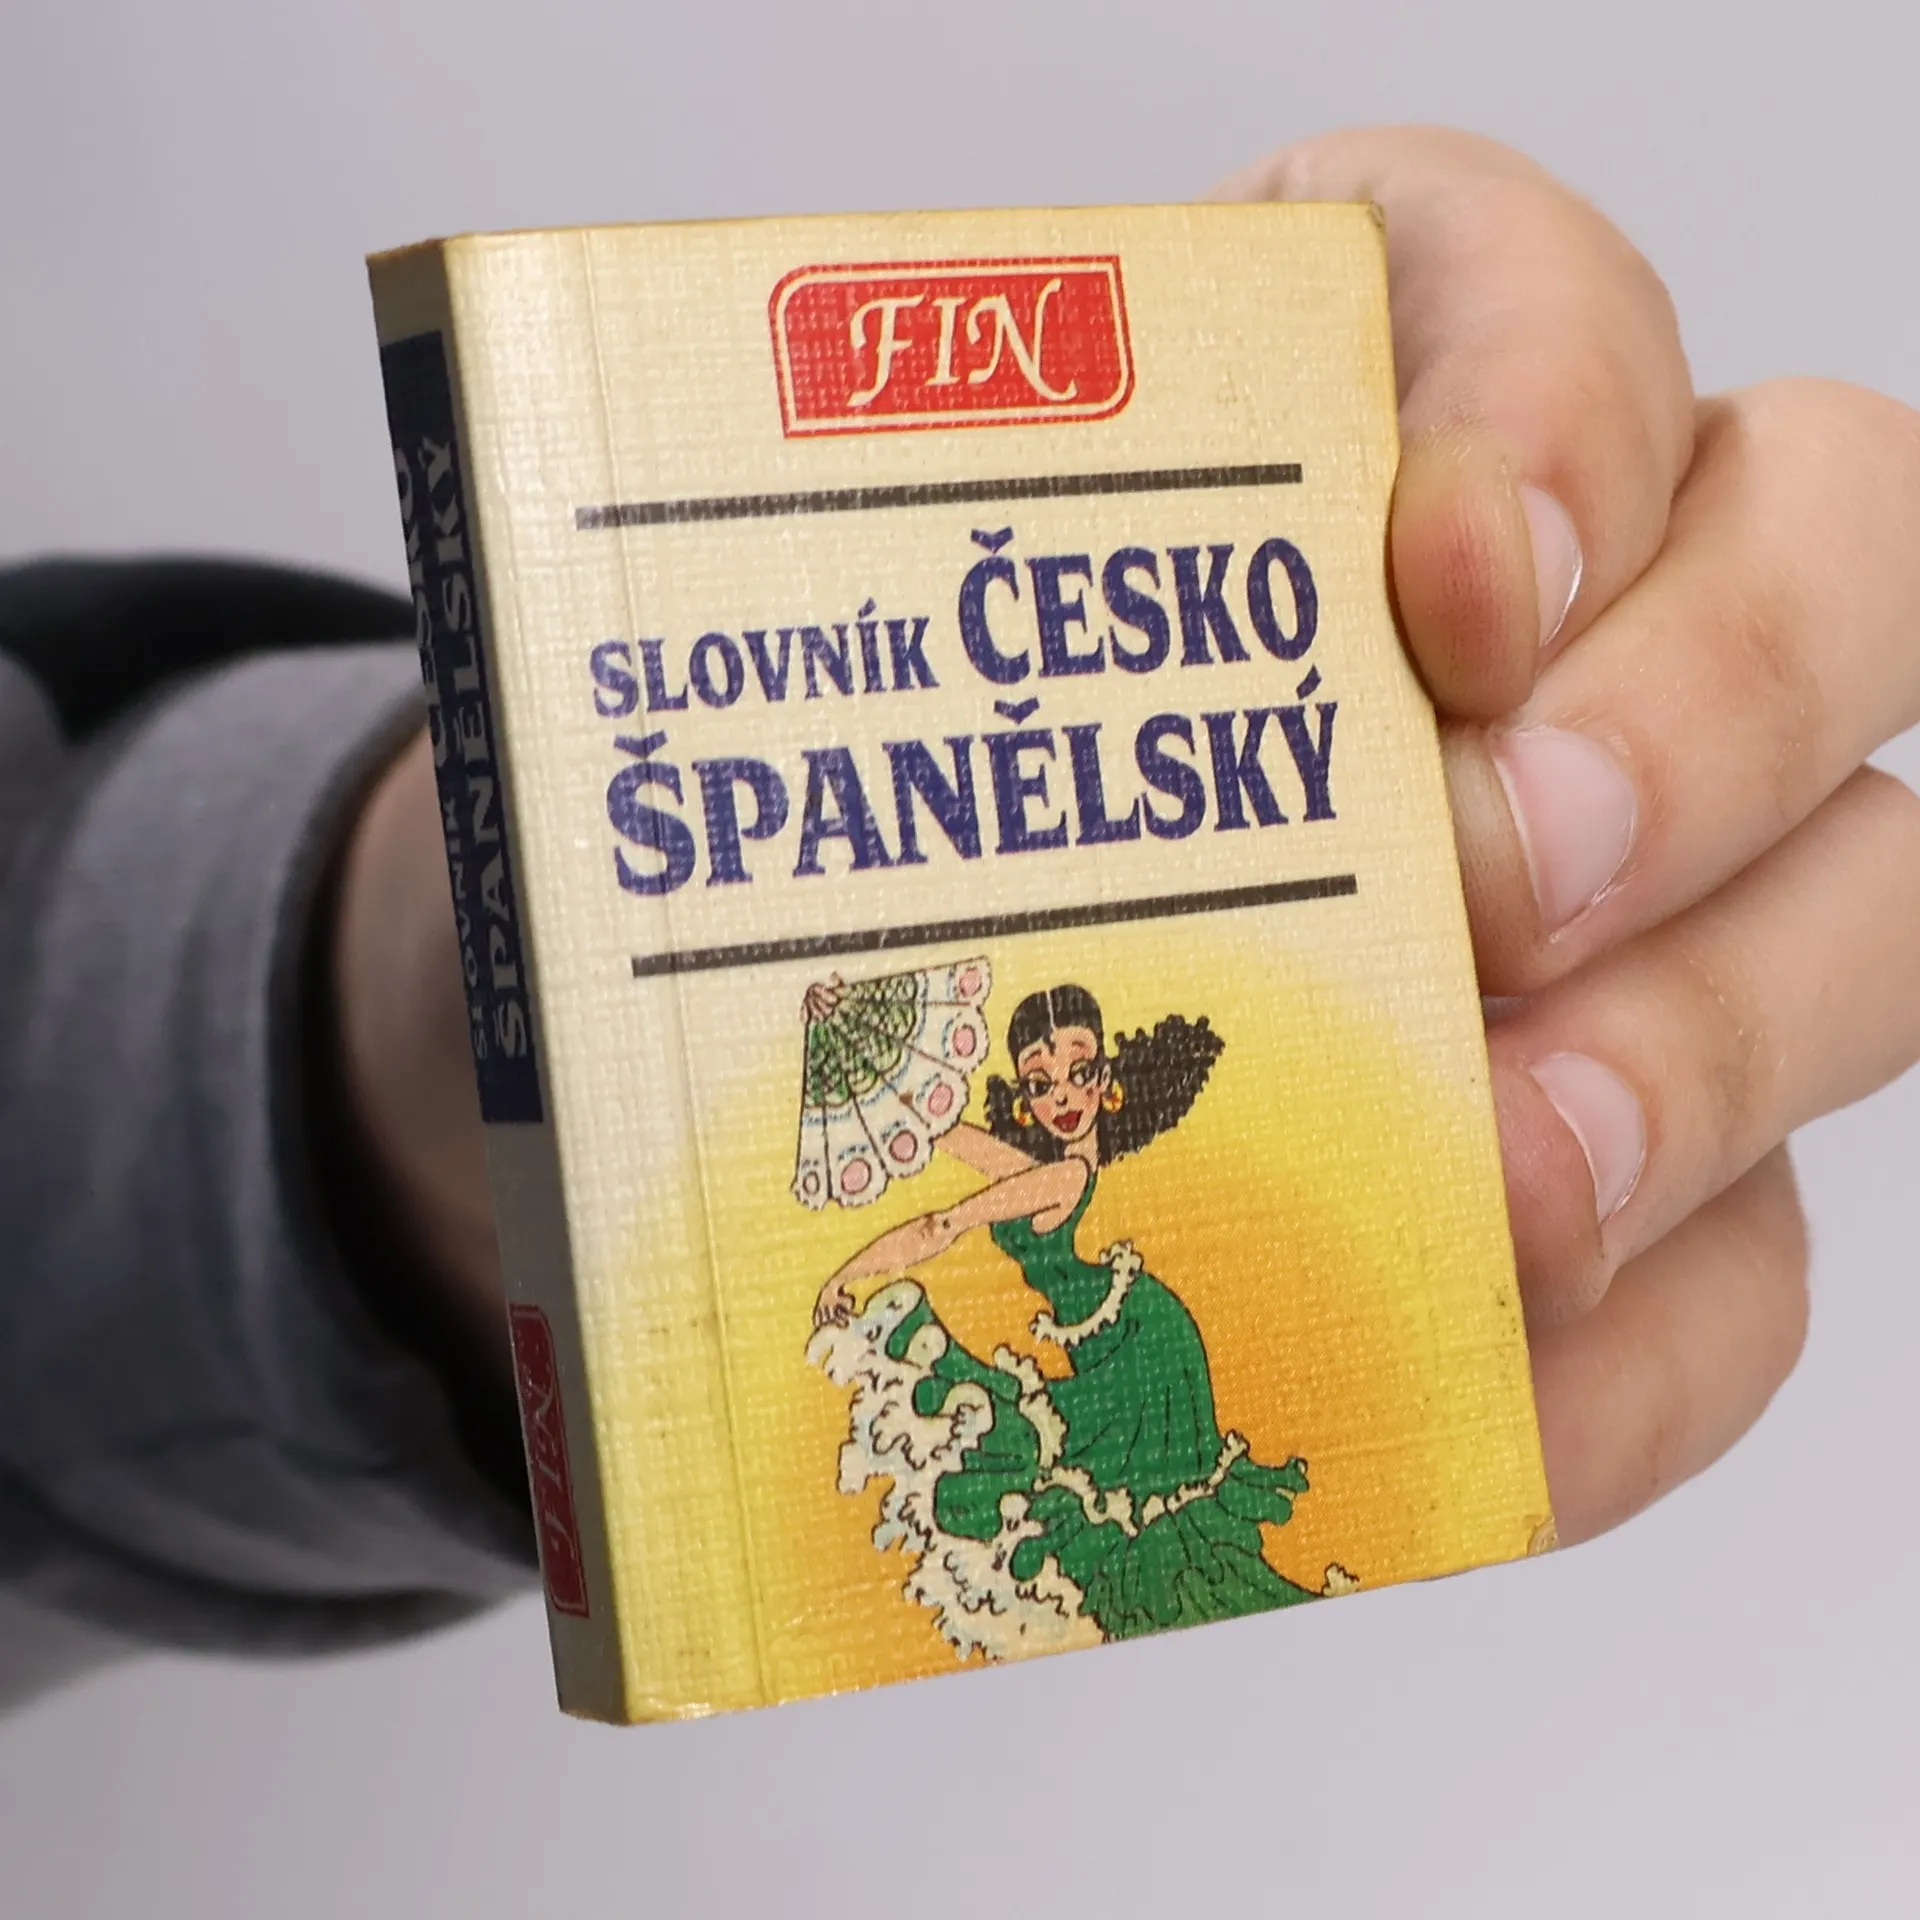 FIN
SLOVNÍK ČESKO
ŠPANĚLSKÝ
SLOVNÍK ČESKO
ŠPANĚLSKÝ
FIN